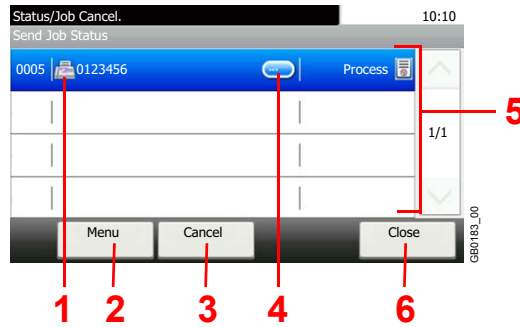 Status/Job Cancel. 10:10
Send Job Status
0005 0123456 ... Process
1/1
5
Menu Cancel Close
GB0183_00
1 2 3 4 6